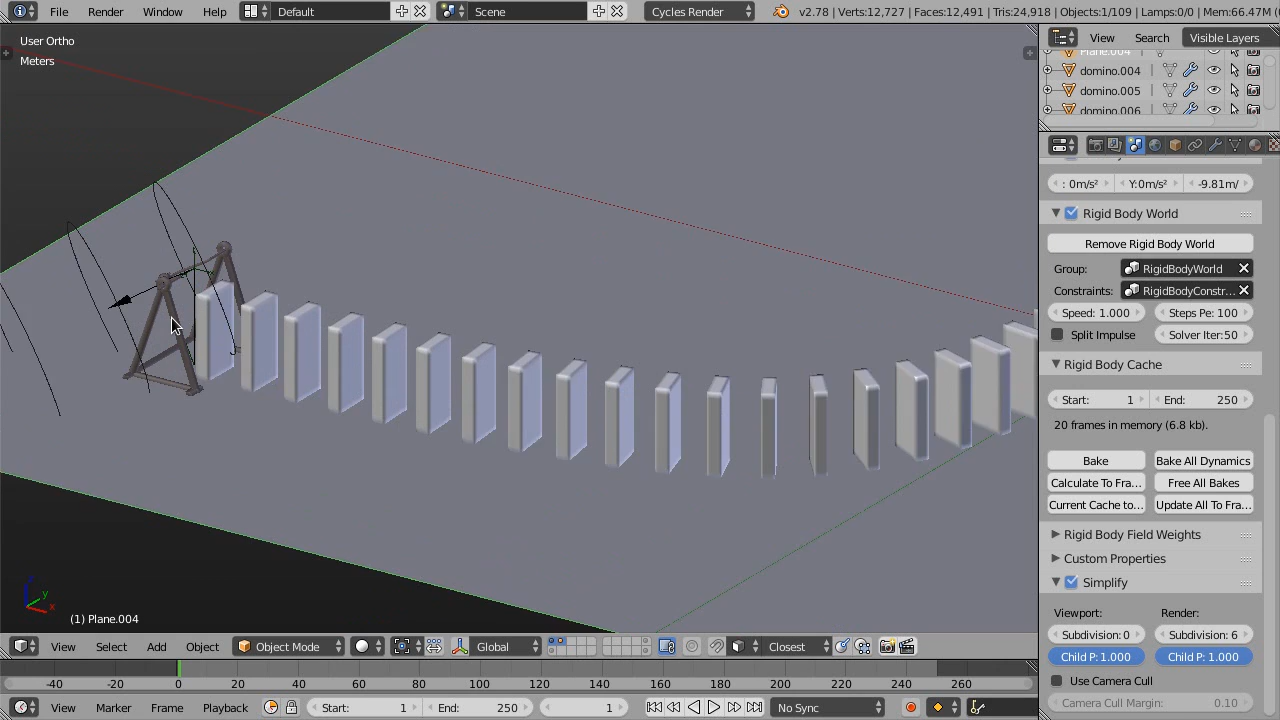 File Render Window Help Default Scene Cycles Render v2.78 | Verts:12,727 | Faces:12,491 | Tris:24,918 | Objects:1/109 | Lamps:0/0 | Mem:66.47M
User Ortho
Meters
View Search Visible Layers
Plane.004
domino.004
domino.005
domino.006
: 0m/s² Y:0m/s² -9.81m/
Rigid Body World
Remove Rigid Body World
Group: RigidBodyWorld
Constraints: RigidBodyConstr...
Speed: 1.000 Steps Pe: 100
Split Impulse Solver Iter:50
Rigid Body Cache
Start: 1 End: 250
20 frames in memory (6.8 kb).
Bake Bake All Dynamics
Calculate To Fra... Free All Bakes
Current Cache to... Update All To Fra...
Rigid Body Field Weights
Custom Properties
Simplify
Viewport: Render:
Subdivision: 0 Subdivision: 6
Child P: 1.000 Child P: 1.000
Use Camera Cull
Camera Cull Margin: 0.10
z
y
x
(1) Plane.004
View Select Add Object Object Mode Global Closest
-40 -20 0 20 40 60 80 100 120 140 160 180 200 220 240 260
View Marker Frame Playback Start: 1 End: 250 1 No Sync